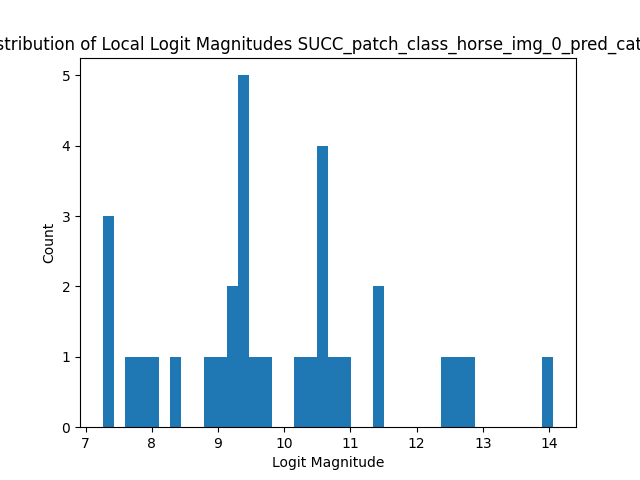 stribution of Local Logit Magnitudes SUCC_patch_class_horse_img_0_pred_cat
5
4
3
2
1
0
Count
7 8 9 10 11 12 13 14
Logit Magnitude